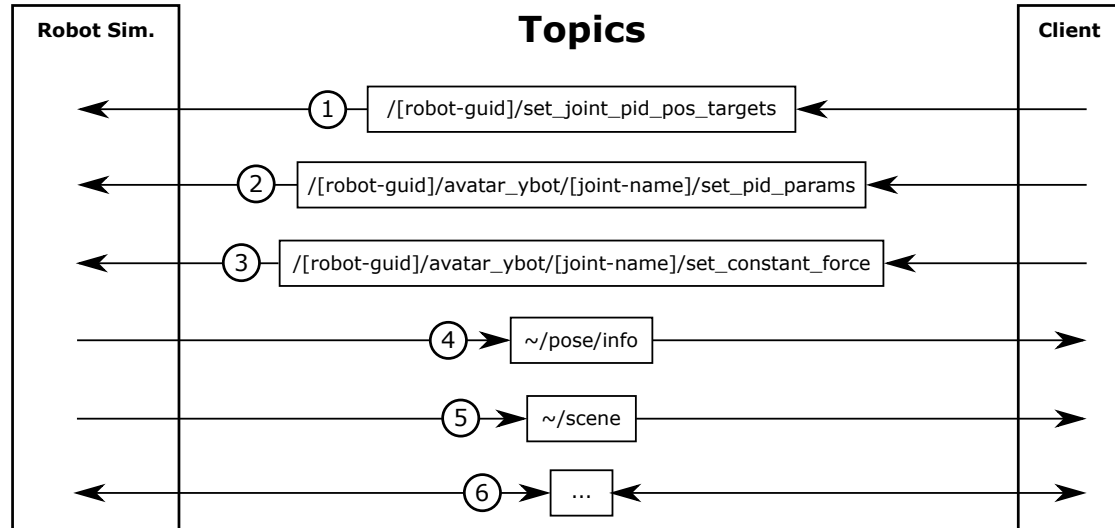 Robot Sim.
Topics
Client
1
/[robot-guid]/set_joint_pid_pos_targets
2
/[robot-guid]/avatar_ybot/[joint-name]/set_pid_params
3
/[robot-guid]/avatar_ybot/[joint-name]/set_constant_force
4
~/pose/info
5
~/scene
6
...